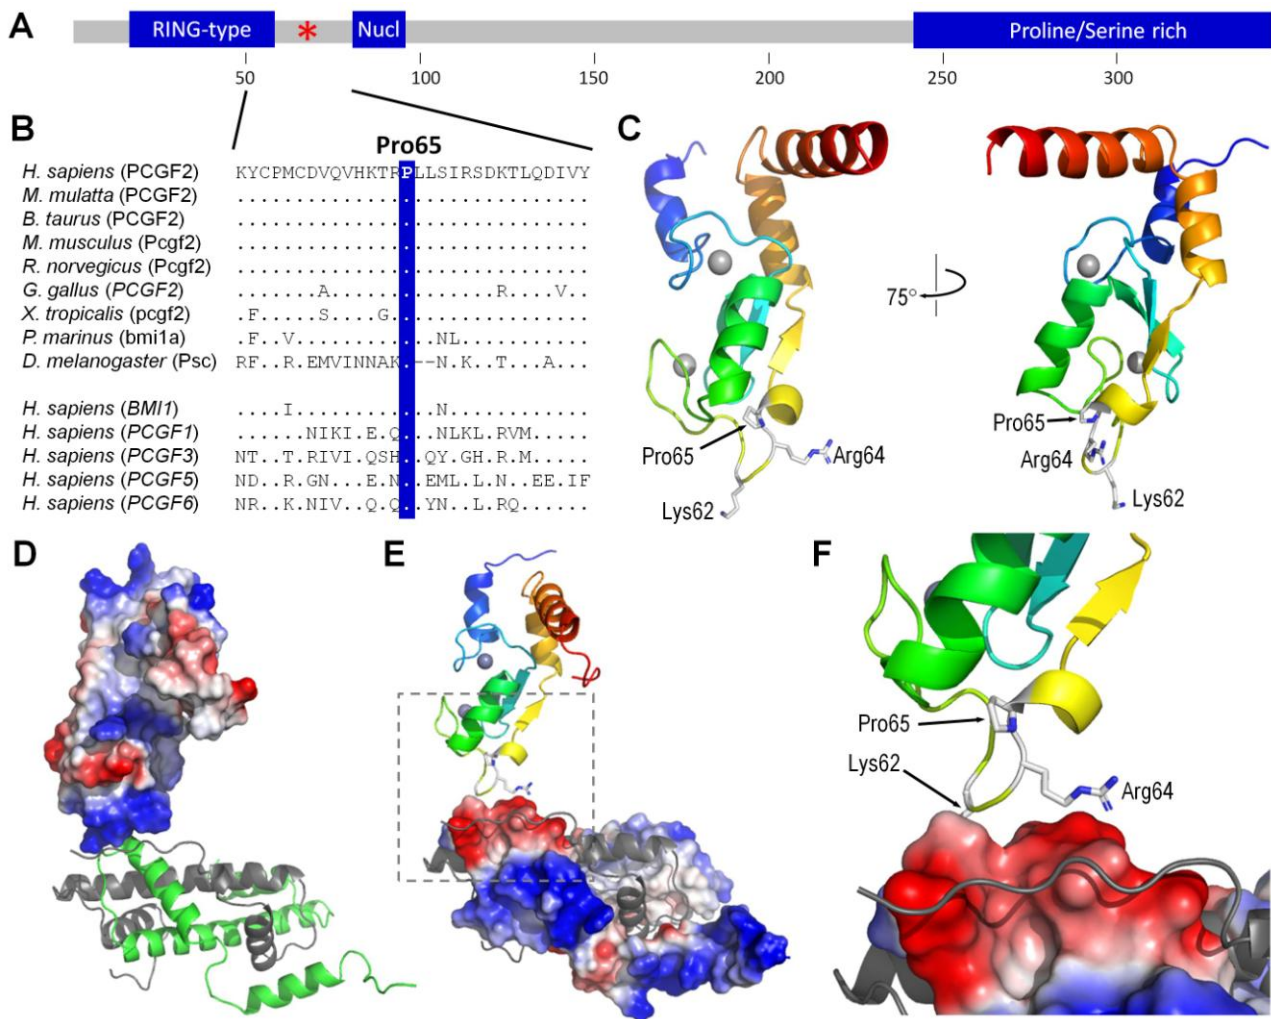 A
RING-type * Nucl Proline/Serine rich
50 100 150 200 250 300
B
Pro65
H. sapiens (PCGF2) KYCPMCDVQVHKTRPLLSIRSDKTLQDIVY
M. mulatta (PCGF2) ..............................
B. taurus (PCGF2) ..............................
M. musculus (Pcgf2) ..............................
R. norvegicus (Pcgf2) ..............................
G. gallus (PCGF2) .......A..............R....V..
X. tropicalis (pcgf2) .F.....S....G.................
P. marinus (bmi1a) .F..V............NL...........
D. melanogaster (Psc) RF..R.EMVINNAK.--N.K..T...A...
H. sapiens (BMI1) ....I............N............
H. sapiens (PCGF1) ......NIKI.E.Q...NLKL.RVM.....
H. sapiens (PCGF3) NT..T.RIVI.QSH..QY.GH.R.M.....
H. sapiens (PCGF5) ND..R.GN...E.N..EML.L.N..EE.IF
H. sapiens (PCGF6) NR..K.NIV..Q.Q..YN..L.RQ......
C
75°
Pro65
Arg64
Lys62
Pro65
Arg64
Lys62
D
E
F
Pro65
Lys62
Arg64